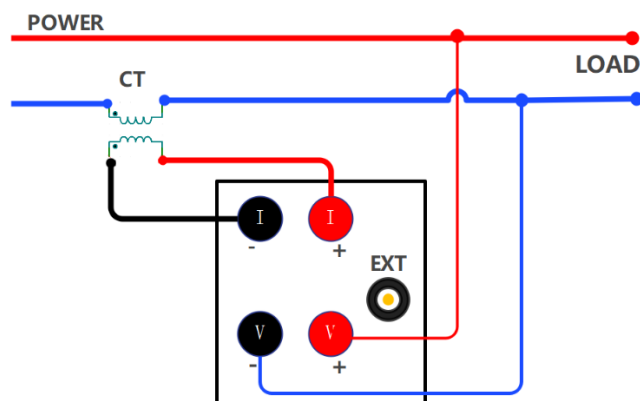 POWER
LOAD
CT
I I
- +
EXT
V V
- +